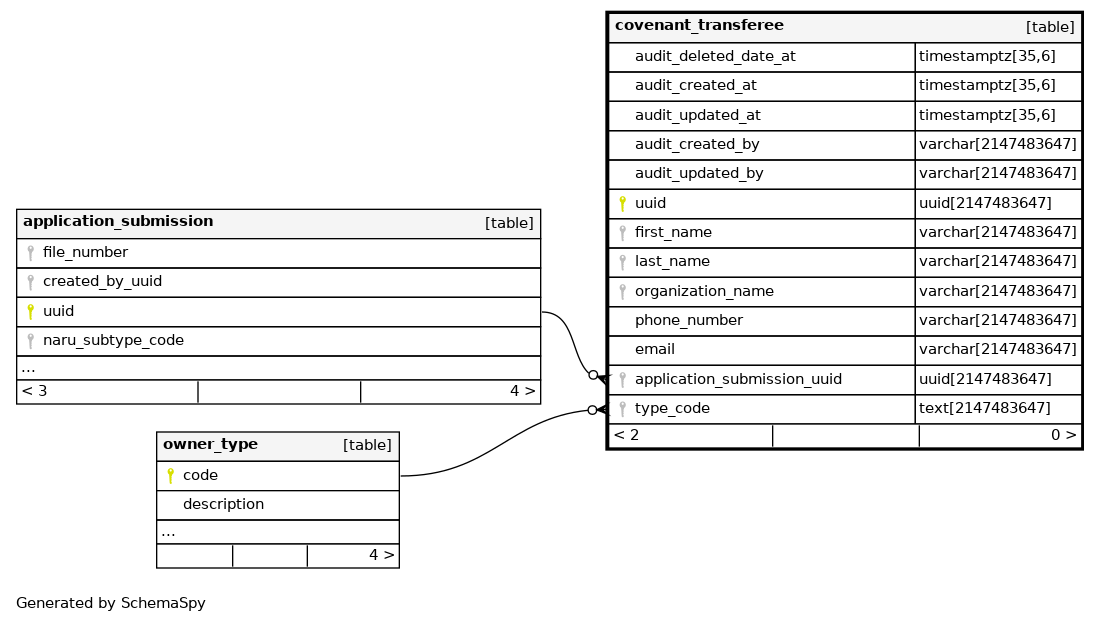 covenant_transferee [table]
audit_deleted_date_at timestamptz[35,6]
audit_created_at timestamptz[35,6]
audit_updated_at timestamptz[35,6]
audit_created_by varchar[2147483647]
audit_updated_by varchar[2147483647]
uuid uuid[2147483647]
first_name varchar[2147483647]
last_name varchar[2147483647]
organization_name varchar[2147483647]
phone_number varchar[2147483647]
email varchar[2147483647]
application_submission_uuid uuid[2147483647]
type_code text[2147483647]
< 2 0 >
application_submission [table]
file_number
created_by_uuid
uuid
naru_subtype_code
...
< 3 4 >
owner_type [table]
code
description
...
4 >
Generated by SchemaSpy